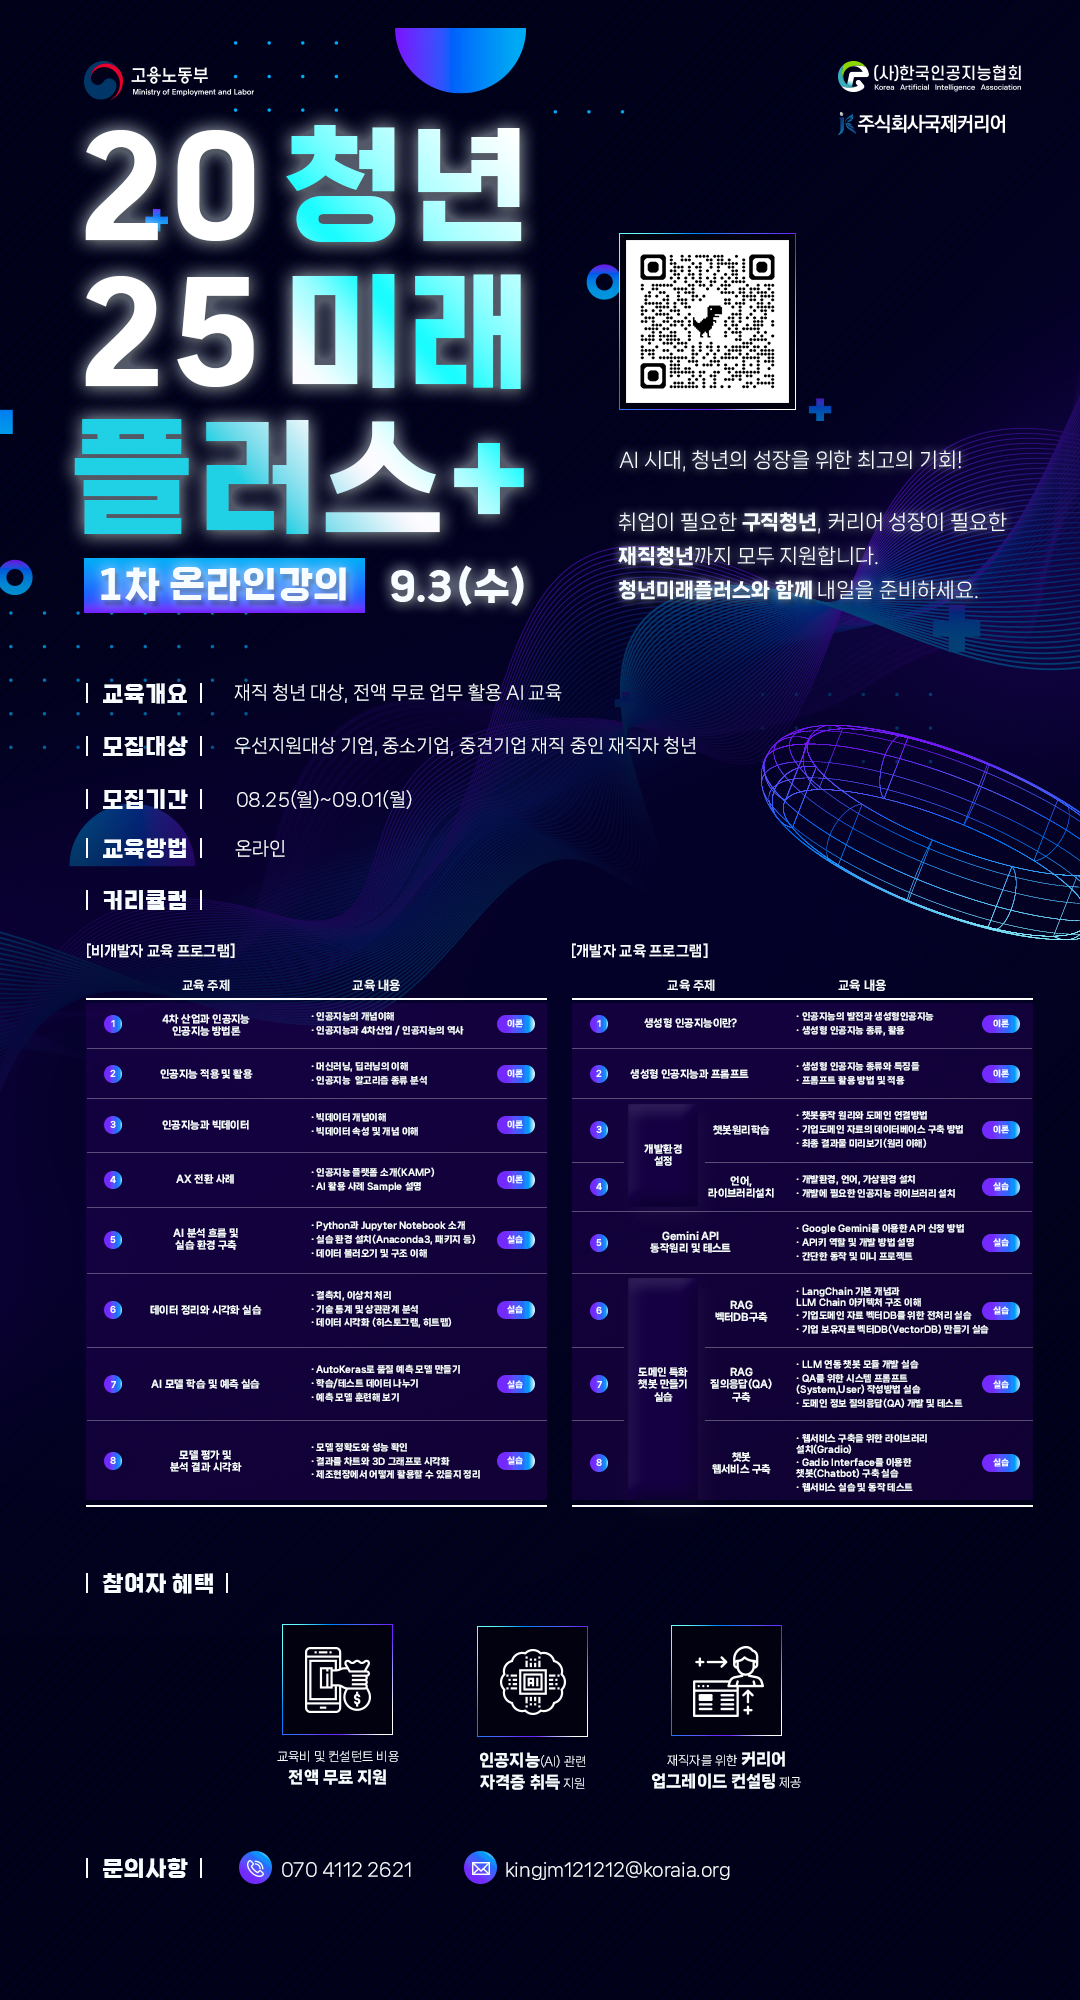 고용노동부
Ministry of Employment and Labor
(사)한국인공지능협회
Korea Artificial Intelligence Association
jk 주식회사국제커리어
20 청년
25 미래
플러스+
1차 온라인강의 9.3(수)
AI 시대, 청년의 성장을 위한 최고의 기회!
취업이 필요한 구직청년, 커리어 성장이 필요한
재직청년까지 모두 지원합니다.
청년미래플러스와 함께 내일을 준비하세요.
교육개요 재직 청년 대상, 전액 무료 업무 활용 AI 교육
모집대상 우선지원대상 기업, 중소기업, 중견기업 재직 중인 재직자 청년
모집기간 08.25(월)~09.01(월)
교육방법 온라인
커리큘럼
[비개발자 교육 프로그램]
교육 주제 교육 내용
1 4차 산업과 인공지능
인공지능 방법론
· 인공지능의 개념이해
· 인공지능과 4차산업 / 인공지능의 역사
이론
2 인공지능 적용 및 활용
· 머신러닝, 딥러닝의 이해
· 인공지능 알고리즘 종류 분석
이론
3 인공지능과 빅데이터
· 빅데이터 개념이해
· 빅데이터 속성 및 개념 이해
이론
4 AX 전환 사례
· 인공지능 플랫폼 소개(KAMP)
· AI 활용 사례 Sample 설명
이론
5 AI 분석 흐름 및
실습 환경 구축
· Python과 Jupyter Notebook 소개
· 실습 환경 설치(Anaconda3, 패키지 등)
· 데이터 불러오기 및 구조 이해
실습
6 데이터 정리와 시각화 실습
· 결측치, 이상치 처리
· 기술 통계 및 상관관계 분석
· 데이터 시각화 (히스토그램, 히트맵)
실습
7 AI 모델 학습 및 예측 실습
· AutoKeras로 품질 예측 모델 만들기
· 학습/테스트 데이터 나누기
· 예측 모델 훈련해 보기
실습
8 모델 평가 및
분석 결과 시각화
· 모델 정확도와 성능 확인
· 결과를 차트와 3D 그래프로 시각화
· 제조현장에서 어떻게 활용할 수 있을지 정리
실습
[개발자 교육 프로그램]
교육 주제 교육 내용
1 생성형 인공지능이란?
· 인공지능의 발전과 생성형인공지능
· 생성형 인공지능 종류, 활용
이론
2 생성형 인공지능과 프롬프트
· 생성형 인공지능 종류와 특징들
· 프롬프트 활용 방법 및 적용
이론
개발환경
설정
3 챗봇원리학습
· 챗봇동작 원리와 도메인 연결방법
· 기업도메인 자료의 데이터베이스 구축 방법
· 최종 결과물 미리보기(원리 이해)
이론
4 언어,
라이브러리설치
· 개발환경, 언어, 가상환경 설치
· 개발에 필요한 인공지능 라이브러리 설치
실습
5 Gemini API
동작원리 및 테스트
· Google Gemini를 이용한 API 신청 방법
· API키 역할 및 개발 방법 설명
· 간단한 동작 및 미니 프로젝트
실습
도메인 특화
챗봇 만들기
실습
6 RAG
벡터DB구축
· LangChain 기본 개념과
LLM Chain 아키텍처 구조 이해
· 기업도메인 자료 벡터DB를 위한 전처리 실습
· 기업 보유자료 벡터DB(VectorDB) 만들기 실습
실습
7 RAG
질의응답(QA)
구축
· LLM 연동 챗봇 모듈 개발 실습
· QA를 위한 시스템 프롬프트
(System,User) 작성방법 실습
· 도메인 정보 질의응답(QA) 개발 및 테스트
실습
8 챗봇
웹서비스 구축
· 웹서비스 구축을 위한 라이브러리
설치(Gradio)
· Gadio Interface를 이용한
챗봇(Chatbot) 구축 실습
· 웹서비스 실습 및 동작 테스트
실습
참여자 혜택
교육비 및 컨설턴트 비용
전액 무료 지원
AI
인공지능(AI) 관련
자격증 취득 지원
재직자를 위한 커리어
업그레이드 컨설팅 제공
문의사항 070 4112 2621 kingjm121212@koraia.org